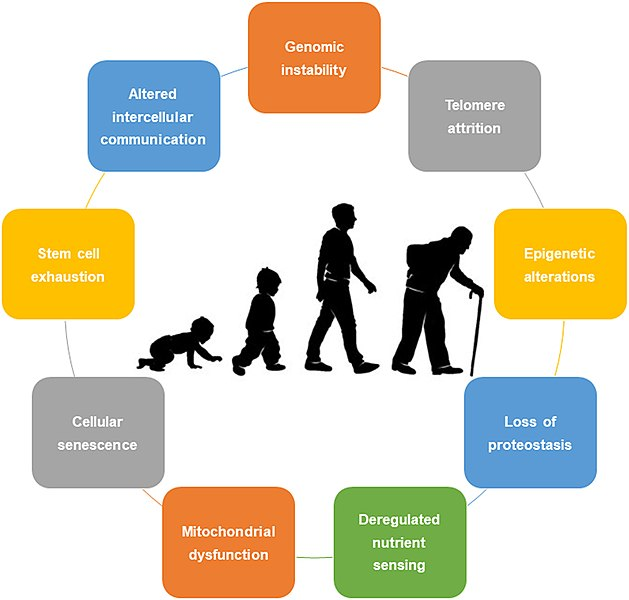 Genomic
instability
Telomere
attrition
Epigenetic
alterations
Loss of
proteostasis
Deregulated
nutrient
sensing
Mitochondrial
dysfunction
Cellular
senescence
Stem cell
exhaustion
Altered
intercellular
communication